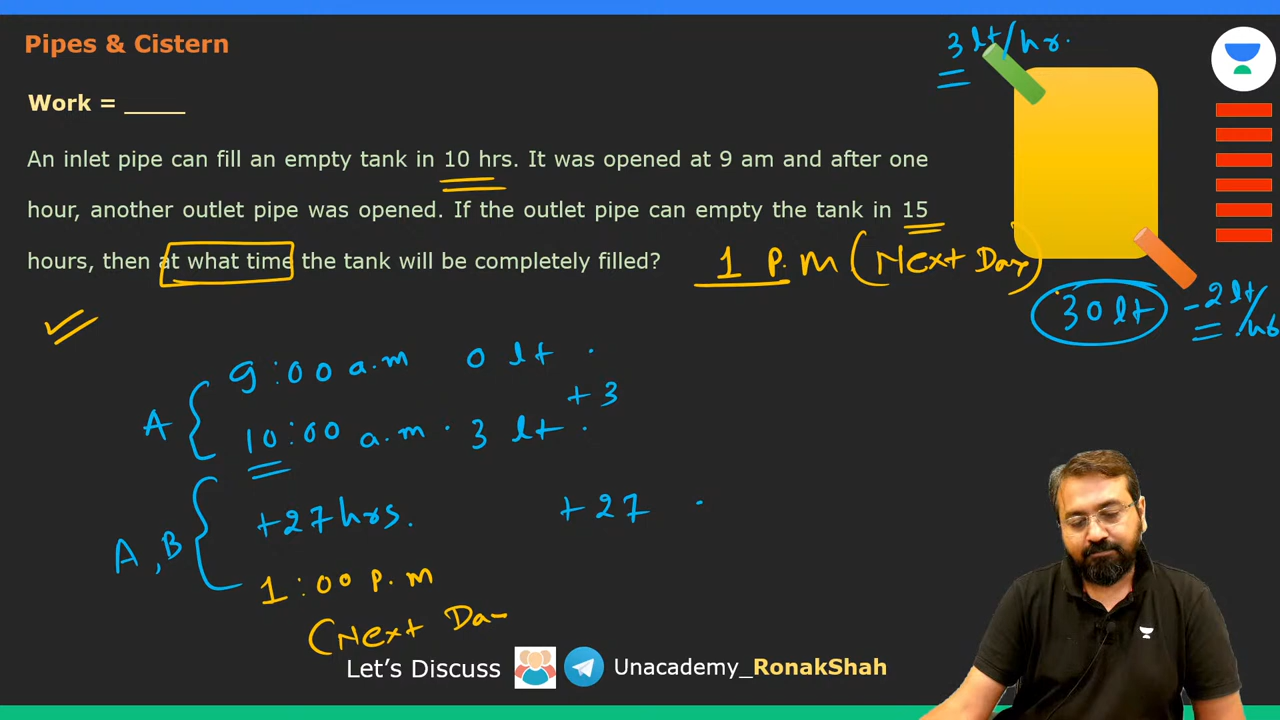 Pipes & Cistern
3 lt/hr.
Work = _____
An inlet pipe can fill an empty tank in 10 hrs. It was opened at 9 am and after one
hour, another outlet pipe was opened. If the outlet pipe can empty the tank in 15
hours, then at what time the tank will be completely filled?
1 P.M (Next Day)
30 lt
-2 lt/
hr
9:00 a.m 0 lt
+3
A
10:00 a.m. 3 lt
+27 hrs. +27
A, B
1:00 P.M
(Next Da
Let's Discuss
Unacademy_RonakShah